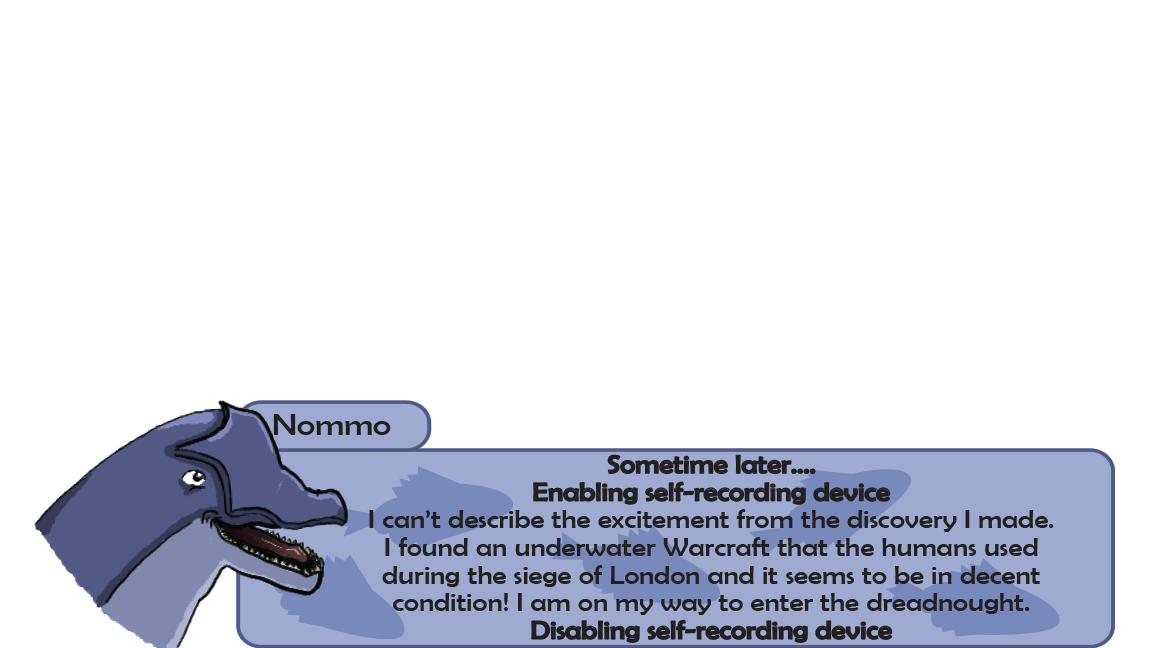 Nommo
Sometime later....
Enabling self-recording device
I can't describe the excitement from the discovery I made.
I found an underwater Warcraft that the humans used
during the siege of London and it seems to be in decent
condition! I am on my way to enter the dreadnought.
Disabling self-recording device